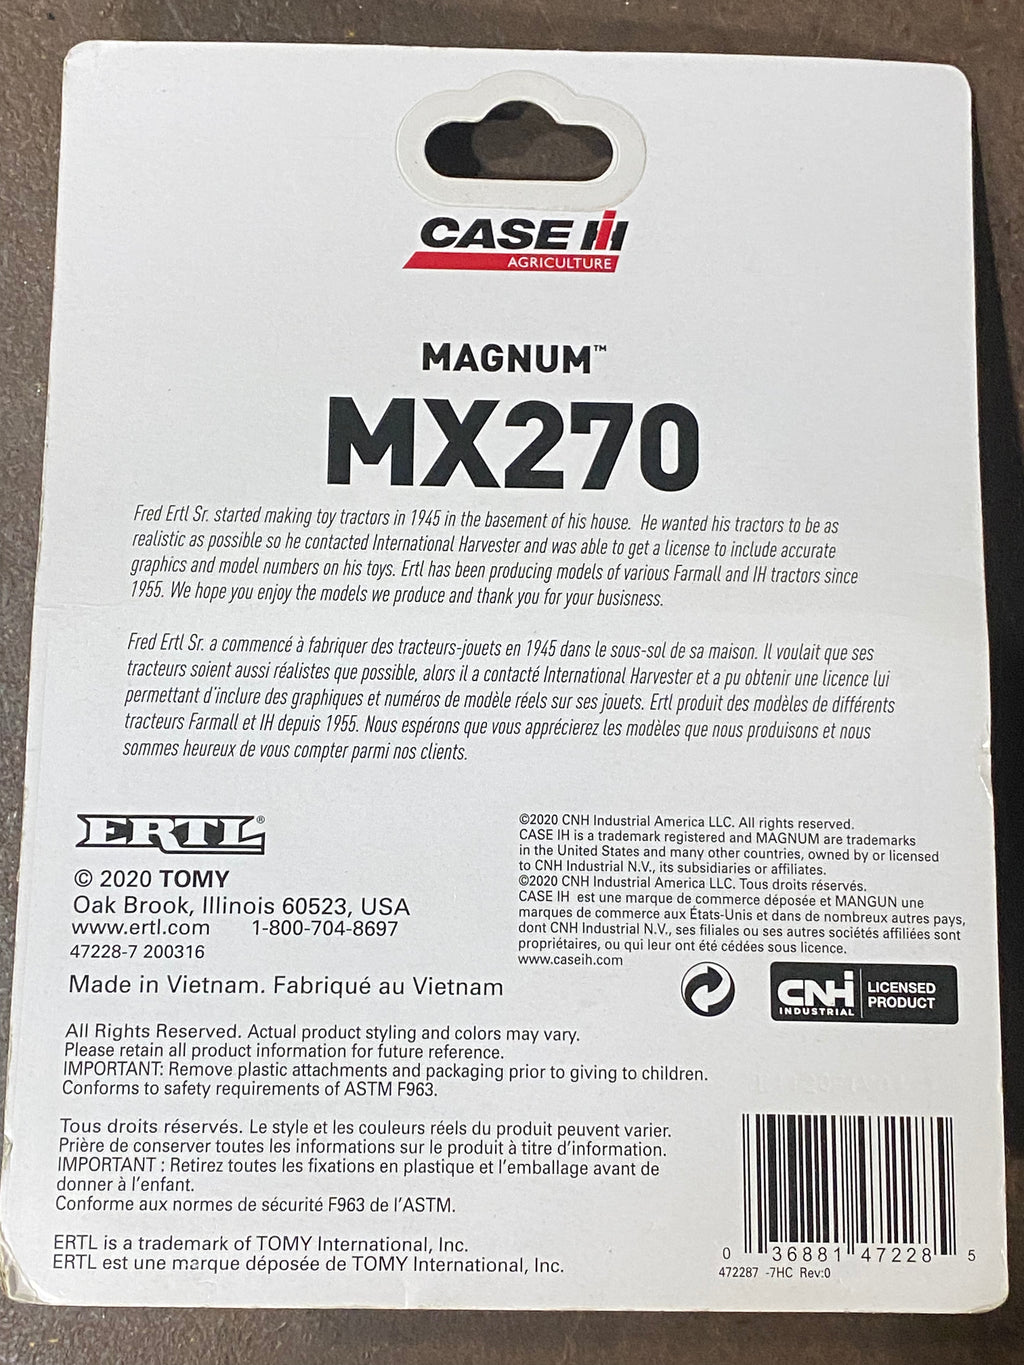 CASE IH
AGRICULTURE
MAGNUM™
MX270
Fred Ertl Sr. started making toy tractors in 1945 in the basement of his house. He wanted his tractors to be as
realistic as possible so he contacted International Harvester and was able to get a license to include accurate
graphics and model numbers on his toys. Ertl has been producing models of various Farmall and IH tractors since
1955. We hope you enjoy the models we produce and thank you for your busisness.
Fred Ertl Sr. a commencé à fabriquer des tracteurs-jouets en 1945 dans le sous-sol de sa maison. Il voulait que ses
tracteurs soient aussi réalistes que possible, alors il a contacté International Harvester et a pu obtenir une licence lui
permettant d'inclure des graphiques et numéros de modèle réels sur ses jouets. Ertl produit des modèles de différents
tracteurs Farmall et IH depuis 1955. Nous espérons que vous apprécierez les modèles que nous produisons et nous
sommes heureux de vous compter parmi nos clients.
ERTL®
© 2020 TOMY
Oak Brook, Illinois 60523, USA
www.ertl.com 1-800-704-8697
47228-7 200316
Made in Vietnam. Fabriqué au Vietnam
©2020 CNH Industrial America LLC. All rights reserved.
CASE IH is a trademark registered and MAGNUM are trademarks
in the United States and many other countries, owned by or licensed
to CNH Industrial N.V., its subsidiaries or affiliates.
©2020 CNH Industrial America LLC. Tous droits réservés.
CASE IH est une marque de commerce déposée et MANGUN une
marques de commerce aux États-Unis et dans de nombreux autres pays,
dont CNH Industrial N.V., ses filiales ou ses autres sociétés affiliées sont
propriétaires, ou qui leur ont été cédées sous licence.
www.caseih.com
CNH
INDUSTRIAL
LICENSED
PRODUCT
All Rights Reserved. Actual product styling and colors may vary.
Please retain all product information for future reference.
IMPORTANT: Remove plastic attachments and packaging prior to giving to children.
Conforms to safety requirements of ASTM F963.
Tous droits réservés. Le style et les couleurs réels du produit peuvent varier.
Prière de conserver toutes les informations sur le produit à titre d'information.
IMPORTANT : Retirez toutes les fixations en plastique et l'emballage avant de
donner à l'enfant.
Conforme aux normes de sécurité F963 de l'ASTM.
ERTL is a trademark of TOMY International, Inc.
ERTL est une marque déposée de TOMY International, Inc.
0 36881 47228 5
472287 -7HC Rev:0